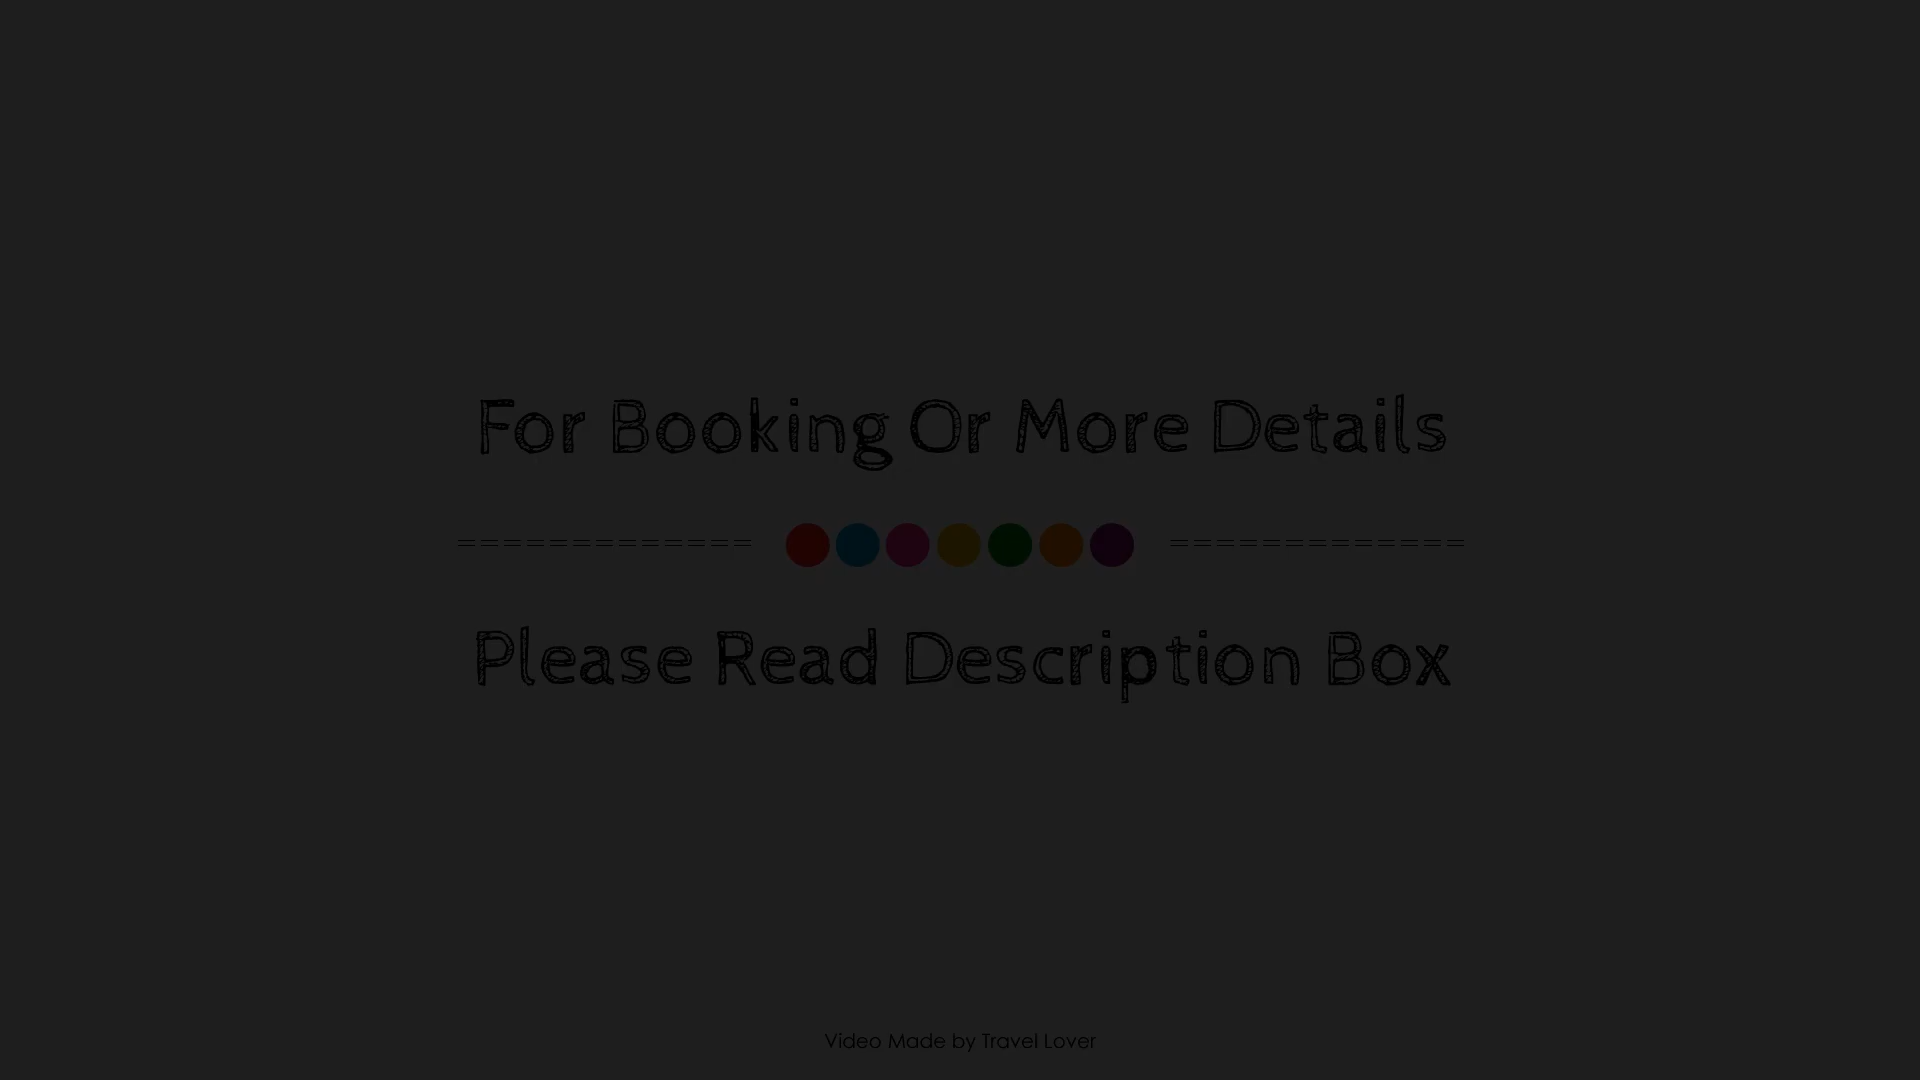 For Booking Or More Details
============= =============
Please Read Description Box
Video Made by Travel Lover